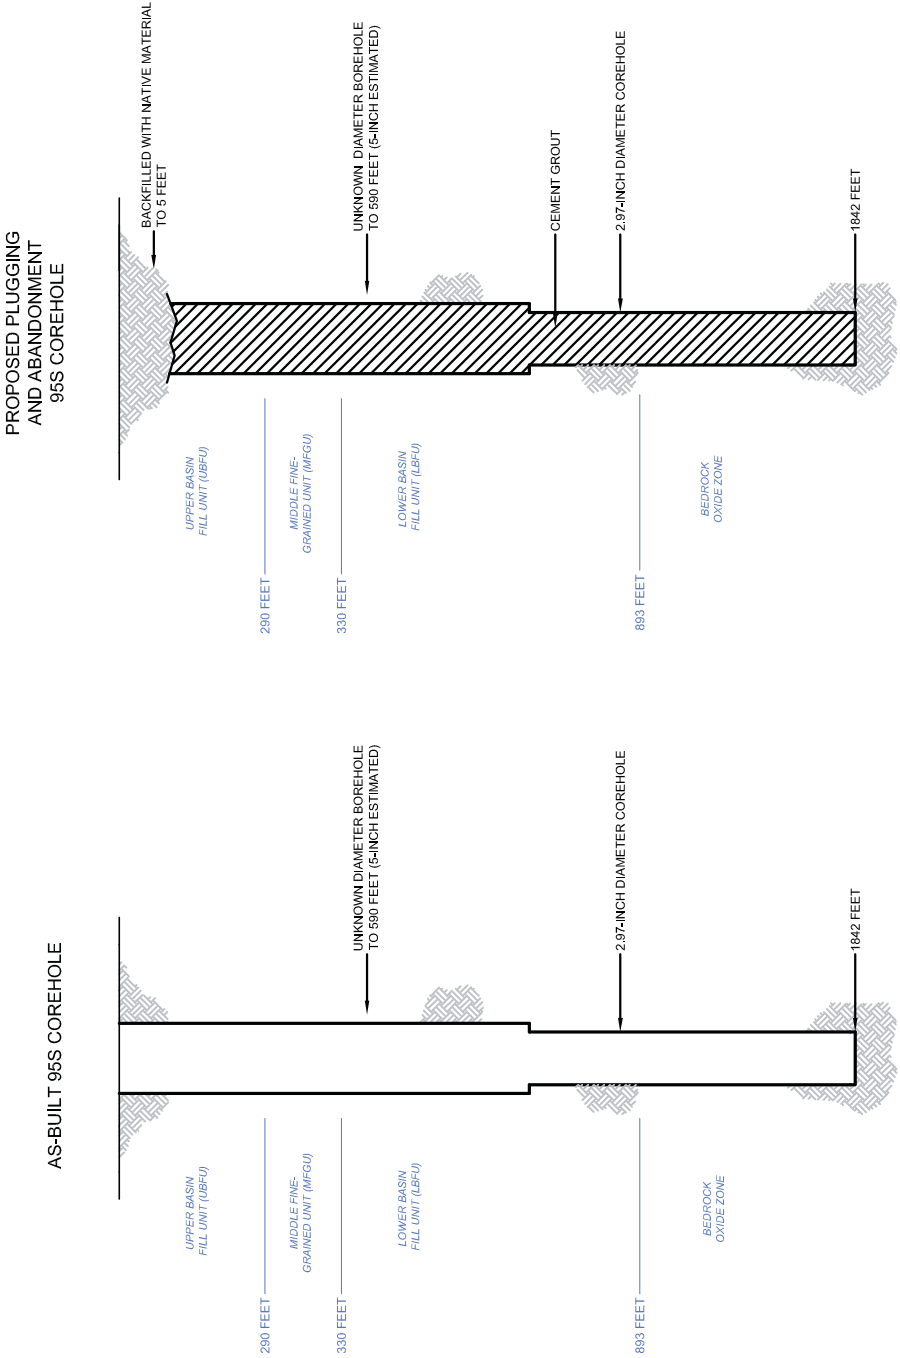 AS-BUILT 95S COREHOLE
UPPER BASIN
FILL UNIT (UBFU)
290 FEET
MIDDLE FINE-
GRAINED UNIT (MFGU)
330 FEET
LOWER BASIN
FILL UNIT (LBFU)
893 FEET
BEDROCK
OXIDE ZONE
UNKNOWN DIAMETER BOREHOLE
TO 590 FEET (5-INCH ESTIMATED)
2.97-INCH DIAMETER COREHOLE
1842 FEET
PROPOSED PLUGGING
AND ABANDONMENT
95S COREHOLE
UPPER BASIN
FILL UNIT (UBFU)
290 FEET
MIDDLE FINE-
GRAINED UNIT (MFGU)
330 FEET
LOWER BASIN
FILL UNIT (LBFU)
893 FEET
BEDROCK
OXIDE ZONE
BACKFILLED WITH NATIVE MATERIAL
TO 5 FEET
UNKNOWN DIAMETER BOREHOLE
TO 590 FEET (5-INCH ESTIMATED)
CEMENT GROUT
2.97-INCH DIAMETER COREHOLE
1842 FEET